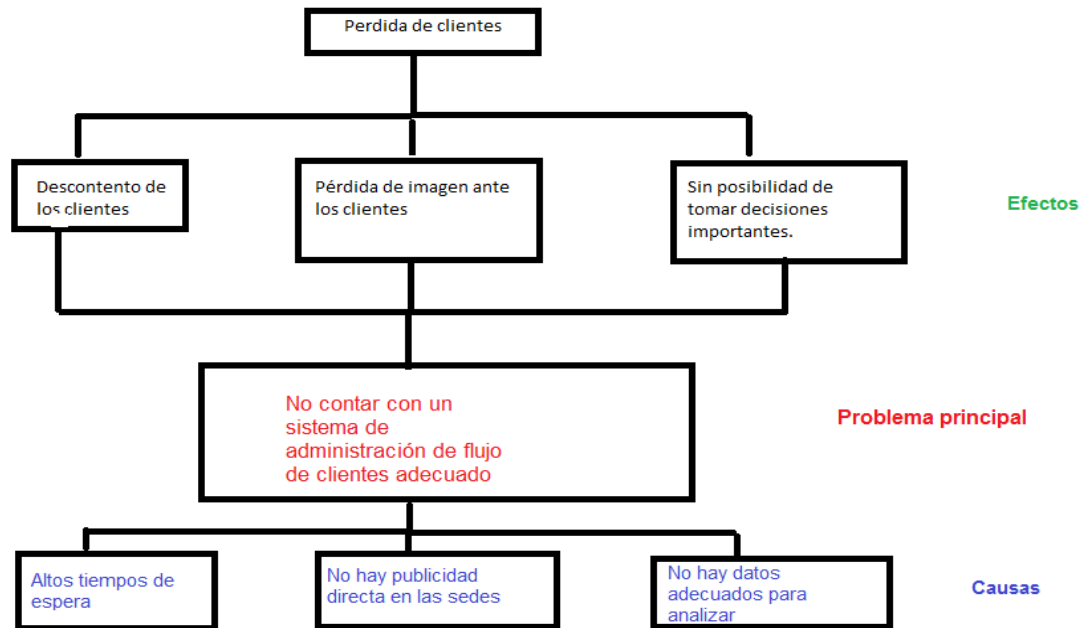 Perdida de clientes
Descontento de
los clientes
Pérdida de imagen ante
los clientes
Sin posibilidad de
tomar decisiones
importantes.
Efectos
No contar con un
sistema de
administración de flujo
de clientes adecuado
Problema principal
Altos tiempos de
espera
No hay publicidad
directa en las sedes
No hay datos
adecuados para
analizar
Causas